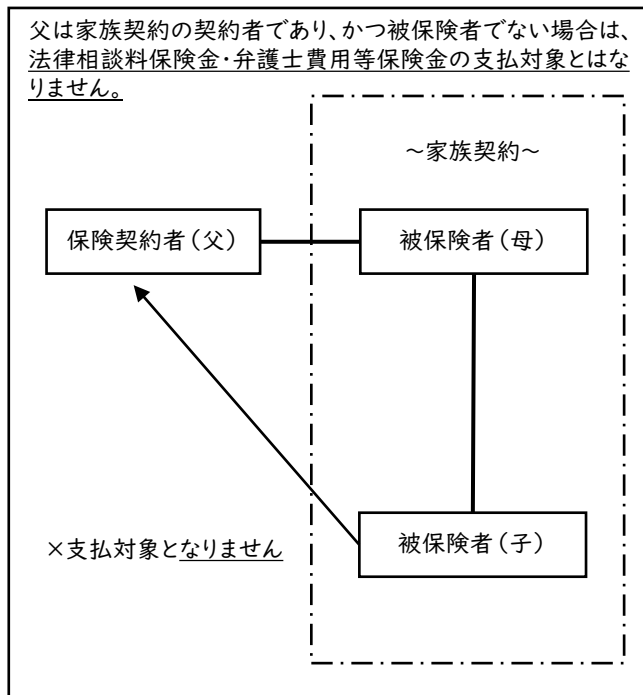 父は家族契約の契約者であり、かつ被保険者でない場合は、
法律相談料保険金・弁護士費用等保険金の支払対象とはな
りません。
～家族契約～
保険契約者（父）
被保険者（母）
×支払対象となりません
被保険者（子）